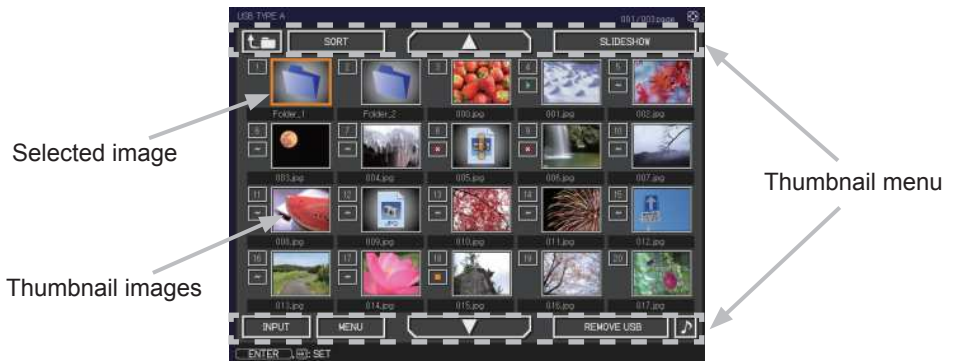 USB TYPE A 001/003page
SORT SLIDESHOW
1 2 3 4 5
Folder_1 Folder_2 000.jpg 001.jpg 002.jpg
Selected image
6 7 8 9 10
003.jpg 004.jpg 005.jpg 006.jpg 007.jpg
Thumbnail menu
11 12 13 14 15
JPG
008.jpg 009.jpg 010.jpg 011.jpg 012.jpg
Thumbnail images
16 17 18 19 20
013.jpg 014.jpg 015.jpg 016.jpg 017.jpg
INPUT MENU REMOVE USB
ENTER , : SET